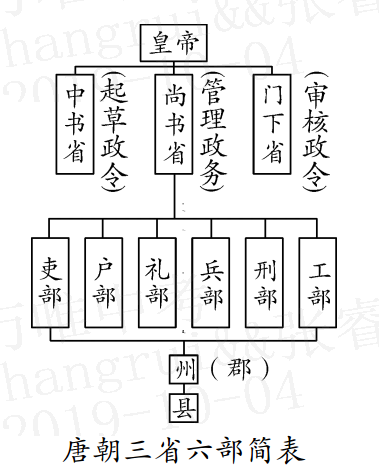 皇帝
中书省
(起草政令)
尚书省
(管理政务)
门下省
(审核政令)
吏部
户部
礼部
兵部
刑部
工部
州(郡)
县
唐朝三省六部简表